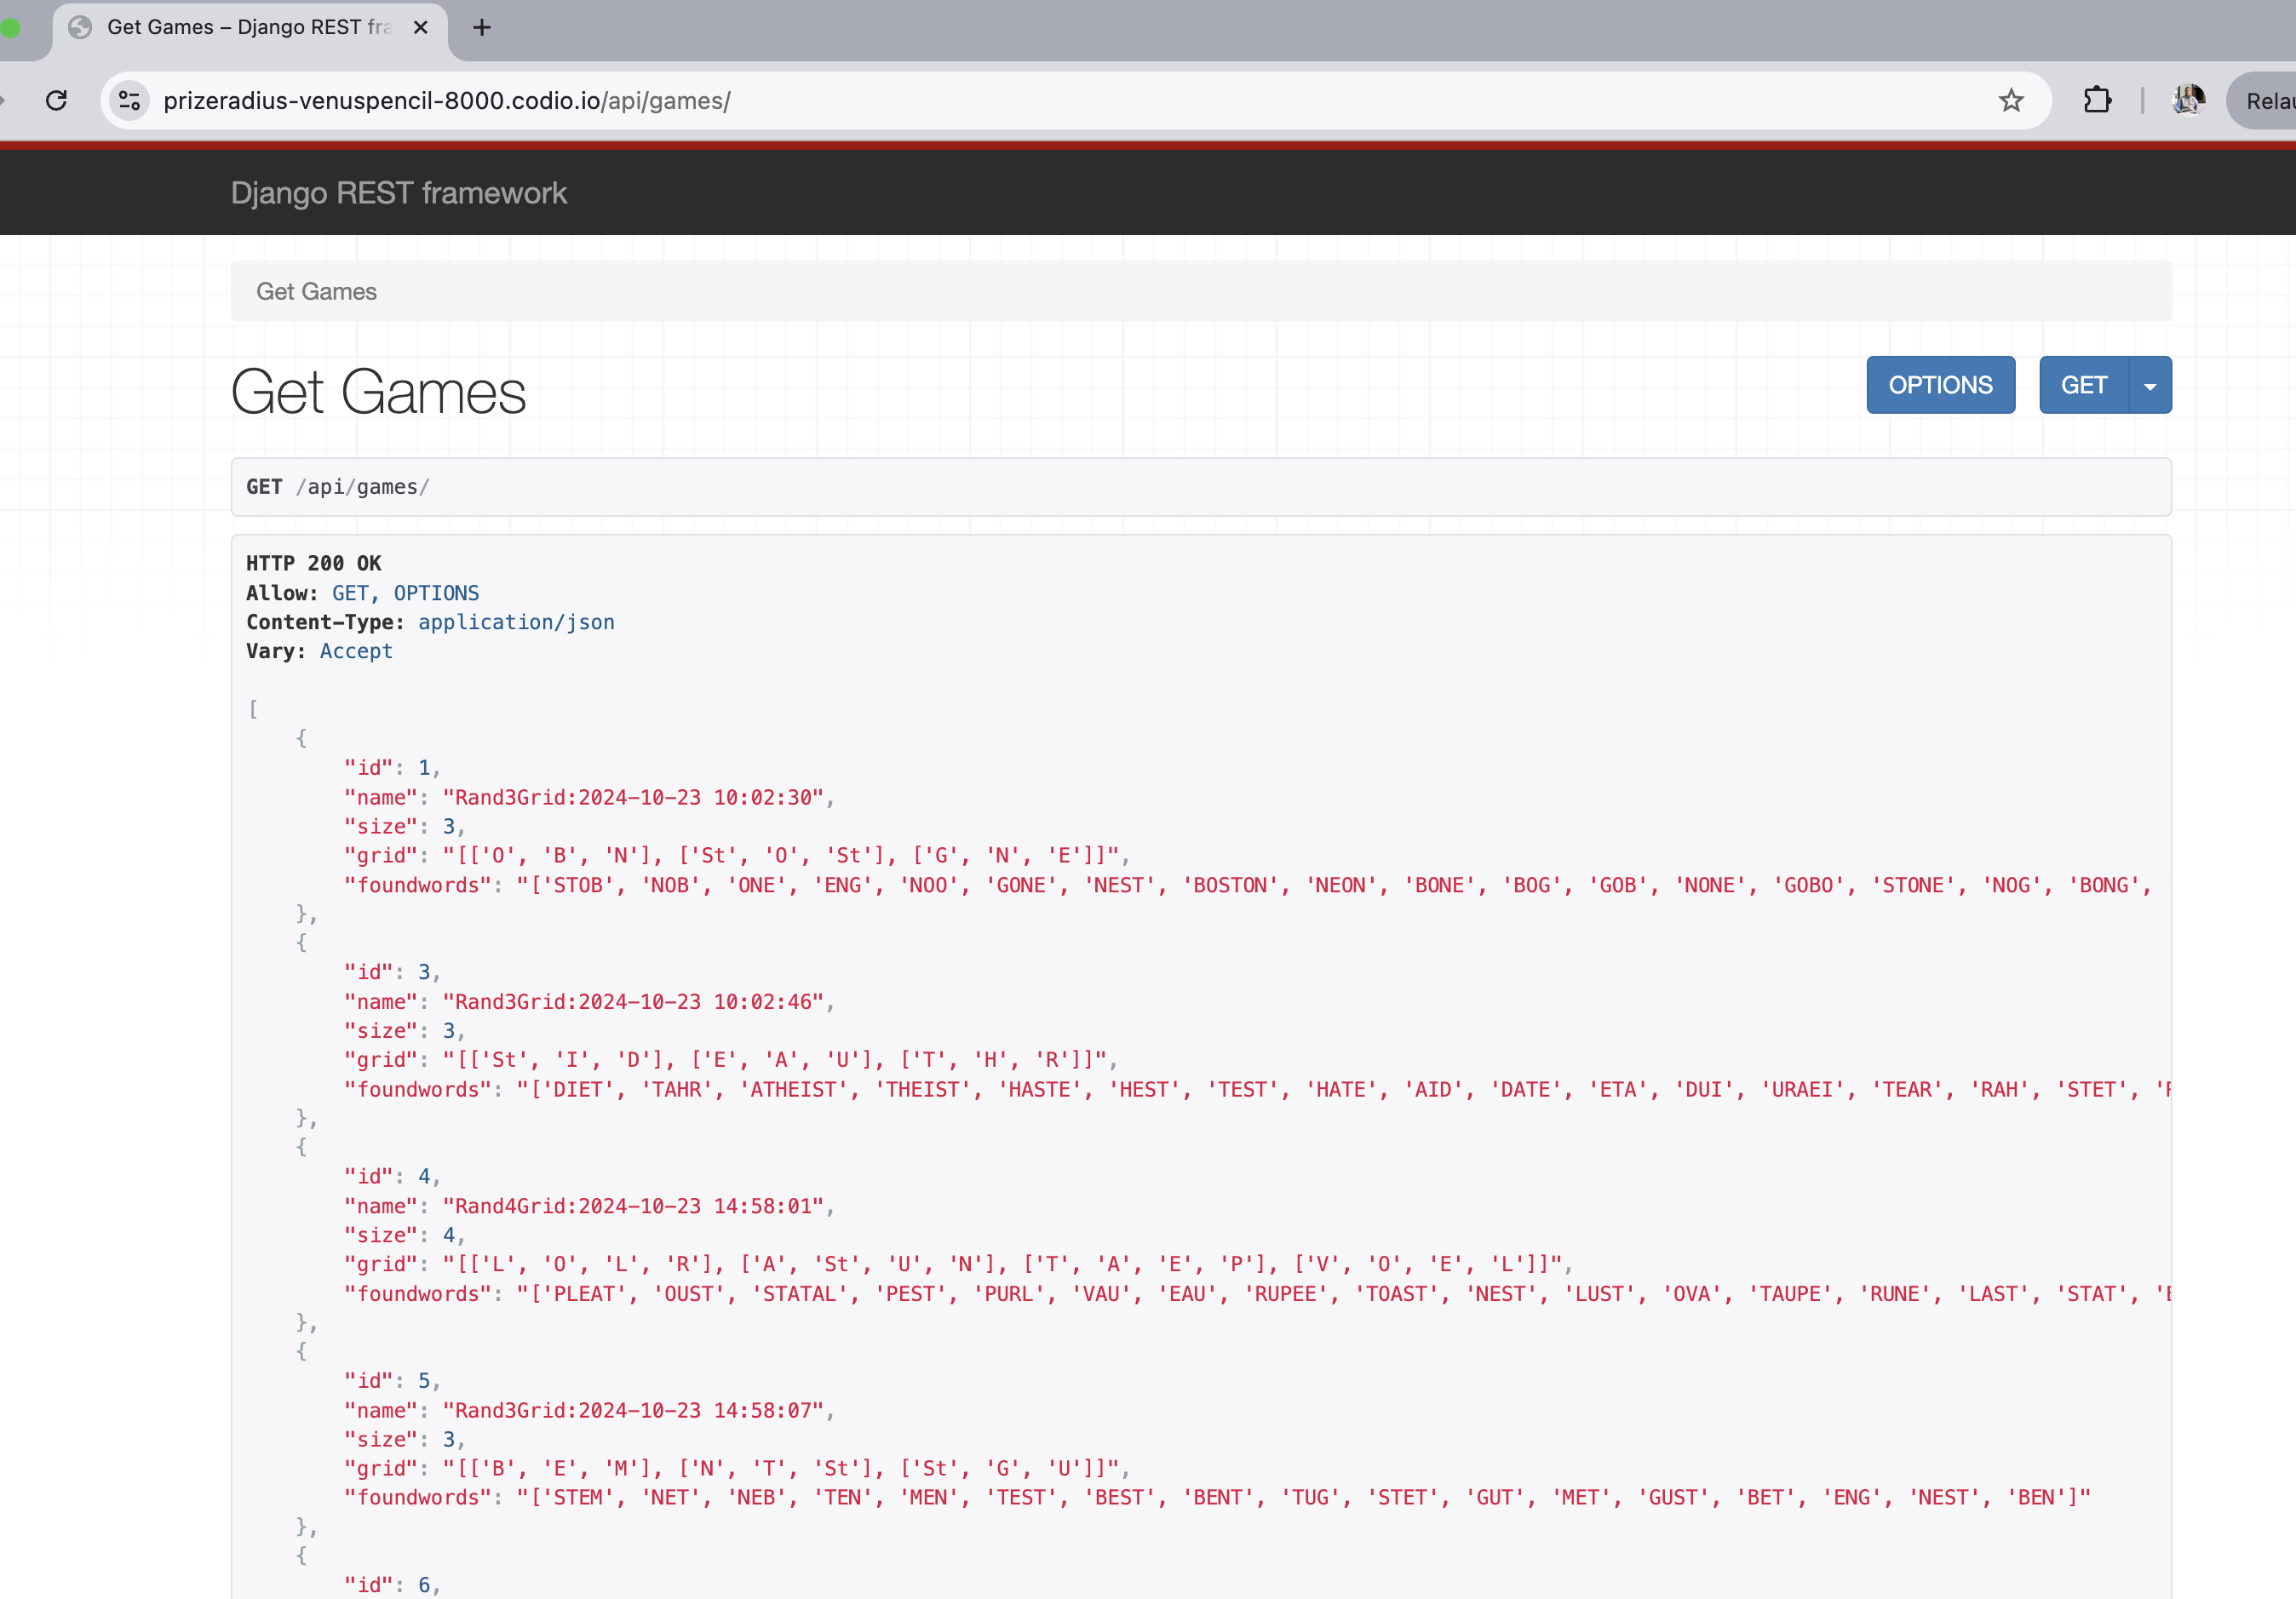 Get Games – Django REST fra
prizeradius-venuspencil-8000.codio.io/api/games/
Relau
Django REST framework
Get Games
Get Games
OPTIONS
GET
GET /api/games/
HTTP 200 OK
Allow: GET, OPTIONS
Content-Type: application/json
Vary: Accept
[
    {
        "id": 1,
        "name": "Rand3Grid:2024-10-23 10:02:30",
        "size": 3,
        "grid": "[['O', 'B', 'N'], ['St', 'O', 'St'], ['G', 'N', 'E']]",
        "foundwords": "['STOB', 'NOB', 'ONE', 'ENG', 'NOO', 'GONE', 'NEST', 'BOSTON', 'NEON', 'BONE', 'BOG', 'GOB', 'NONE', 'GOBO', 'STONE', 'NOG', 'BONG',
    },
    {
        "id": 3,
        "name": "Rand3Grid:2024-10-23 10:02:46",
        "size": 3,
        "grid": "[['St', 'I', 'D'], ['E', 'A', 'U'], ['T', 'H', 'R']]",
        "foundwords": "['DIET', 'TAHR', 'ATHEIST', 'THEIST', 'HASTE', 'HEST', 'TEST', 'HATE', 'AID', 'DATE', 'ETA', 'DUI', 'URAEI', 'TEAR', 'RAH', 'STET', '
    },
    {
        "id": 4,
        "name": "Rand4Grid:2024-10-23 14:58:01",
        "size": 4,
        "grid": "[['L', 'O', 'L', 'R'], ['A', 'St', 'U', 'N'], ['T', 'A', 'E', 'P'], ['V', 'O', 'E', 'L']]",
        "foundwords": "['PLEAT', 'OUST', 'STATAL', 'PEST', 'PURL', 'VAU', 'EAU', 'RUPEE', 'TOAST', 'NEST', 'LUST', 'OVA', 'TAUPE', 'RUNE', 'LAST', 'STAT', '
    },
    {
        "id": 5,
        "name": "Rand3Grid:2024-10-23 14:58:07",
        "size": 3,
        "grid": "[['B', 'E', 'M'], ['N', 'T', 'St'], ['St', 'G', 'U']]",
        "foundwords": "['STEM', 'NET', 'NEB', 'TEN', 'MEN', 'TEST', 'BEST', 'BENT', 'TUG', 'STET', 'GUT', 'MET', 'GUST', 'BET', 'ENG', 'NEST', 'BEN']"
    },
    {
        "id": 6,